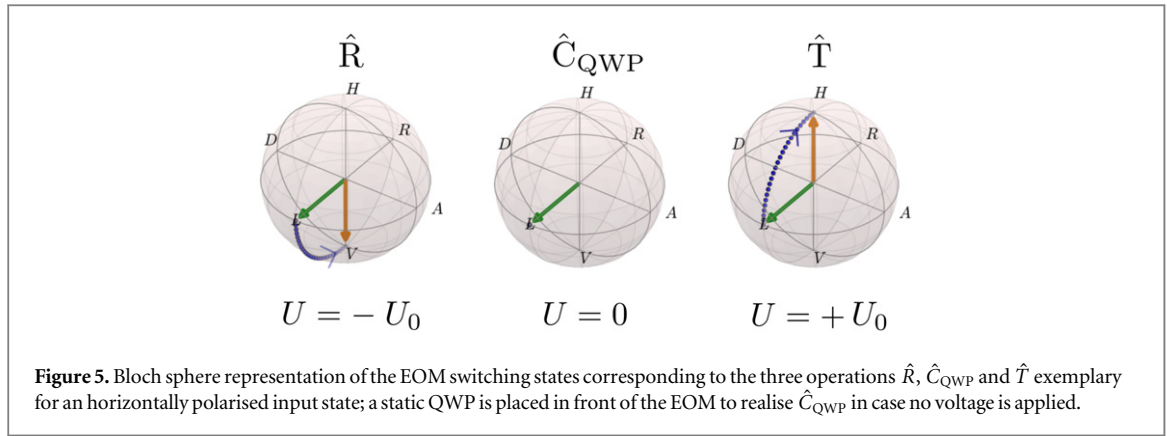 R̂ Ĉ_QWP T̂
H H H
D R D R D R
L A L A L A
V V V
U = − U₀ U = 0 U = + U₀
Figure 5. Bloch sphere representation of the EOM switching states corresponding to the three operations R̂, Ĉ_QWP and T̂ exemplary
for an horizontally polarised input state; a static QWP is placed in front of the EOM to realise Ĉ_QWP in case no voltage is applied.